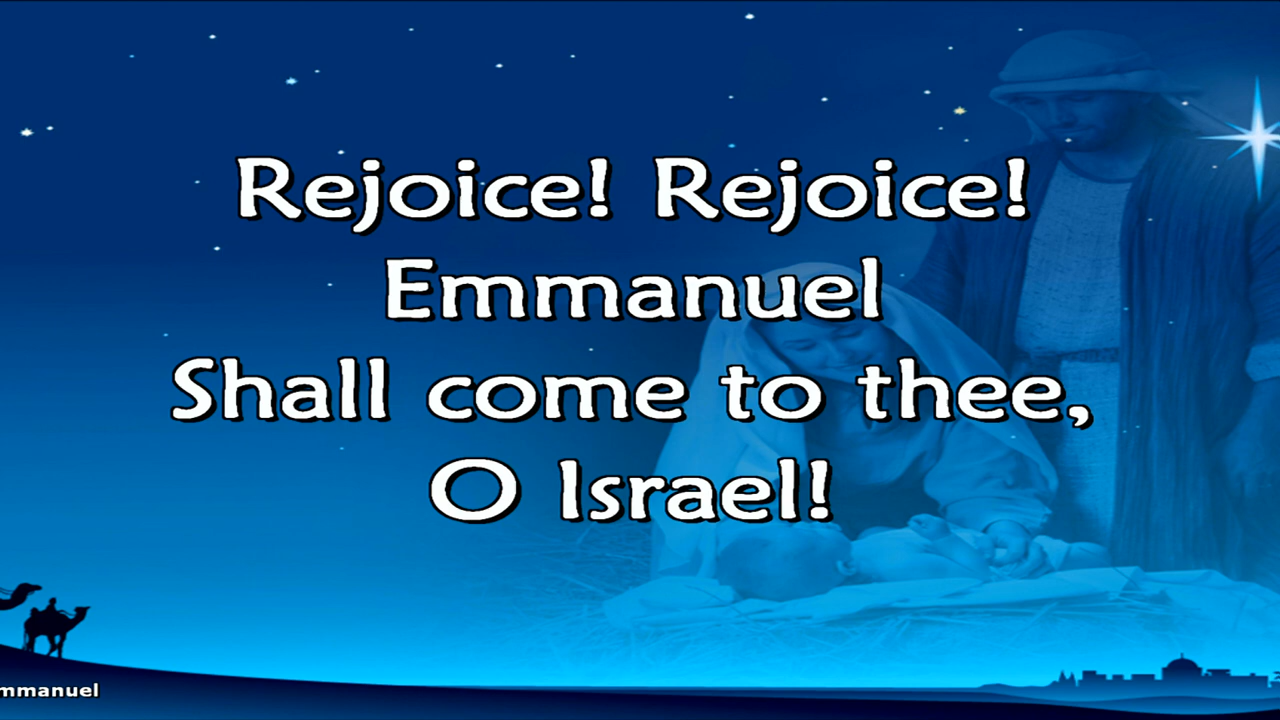 Rejoice! Rejoice!
Emmanuel
Shall come to thee,
O Israel!
mmanuel